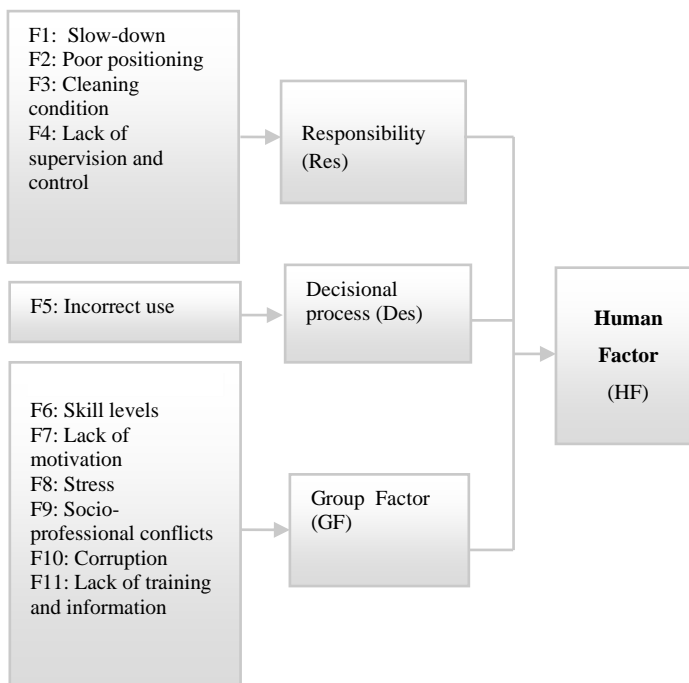 F1: Slow-down
F2: Poor positioning
F3: Cleaning
condition
F4: Lack of
supervision and
control
Responsibility
(Res)
F5: Incorrect use
Decisional
process (Des)
Human
Factor
(HF)
F6: Skill levels
F7: Lack of
motivation
F8: Stress
F9: Socio-
professional conflicts
F10: Corruption
F11: Lack of training
and information
Group Factor
(GF)